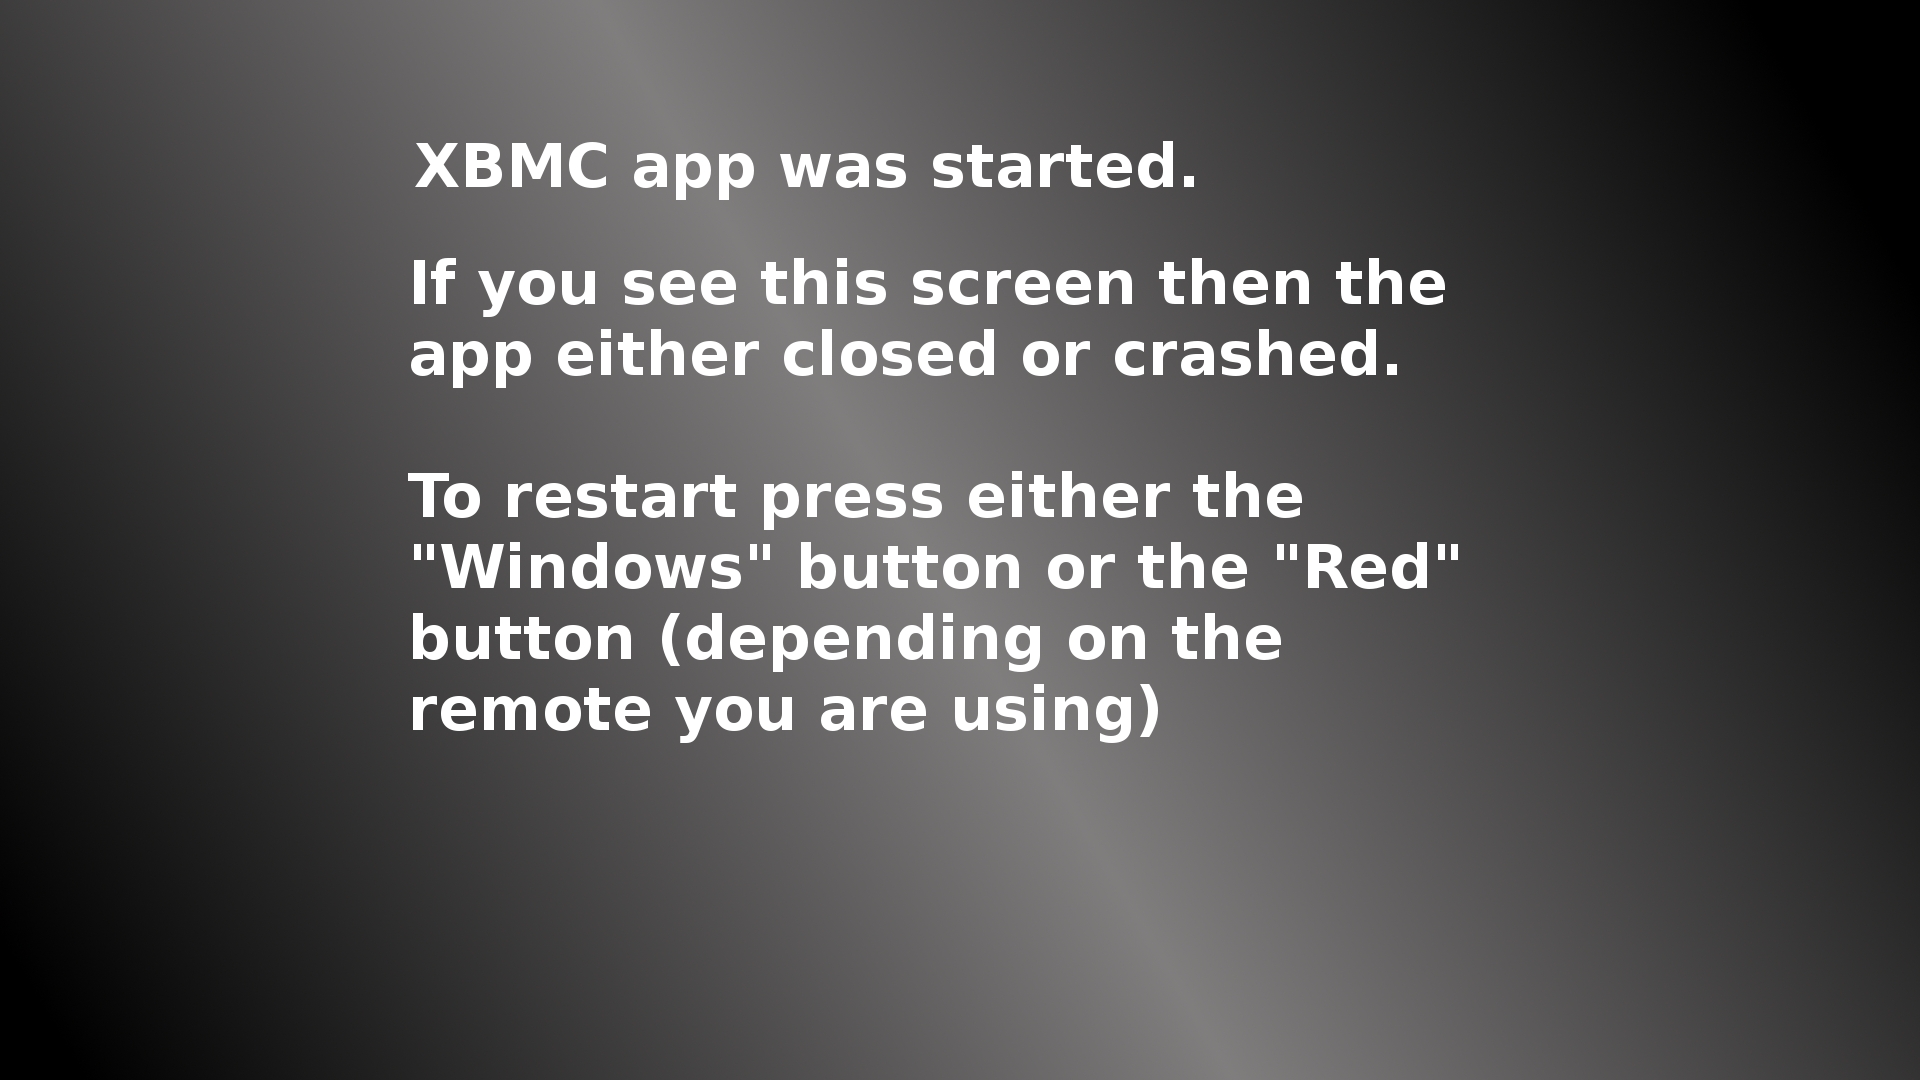 XBMC app was started.
If you see this screen then the
app either closed or crashed.
To restart press either the
"Windows" button or the "Red"
button (depending on the
remote you are using)